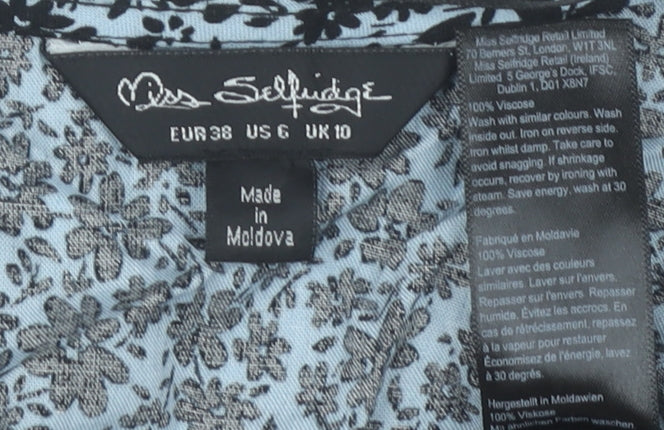 Miss Selfridge
EUR 38 US 6 UK 10
Made
in
Moldova
Miss Selfridge Retail Limited
70 Berners St, London, W1T 3NL
Miss Selfridge Retail (Ireland)
Limited 5 George's Dock, IFSC,
Dublin 1, D01 X8N7
100% Viscose
Wash with similar colours. Wash
inside out. Iron on reverse side.
Iron whilst damp. Take care to
avoid snagging. If shrinkage
occurs, recover by ironing with
steam. Save energy, wash at 30
degrees.
Fabriqué en Moldavie
100% Viscose
Laver avec des couleurs
similaires. Laver sur l'envers.
Repasser sur l'envers. Repasser
humide. Évitez les accrocs. En
cas de rétrécissement, repassez
à la vapeur pour restaurer
Économisez de l'énergie, lavez
à 30 degrés.
Hergestellt in Moldawien
100% Viskose
Mit ähnlichen Farben waschen